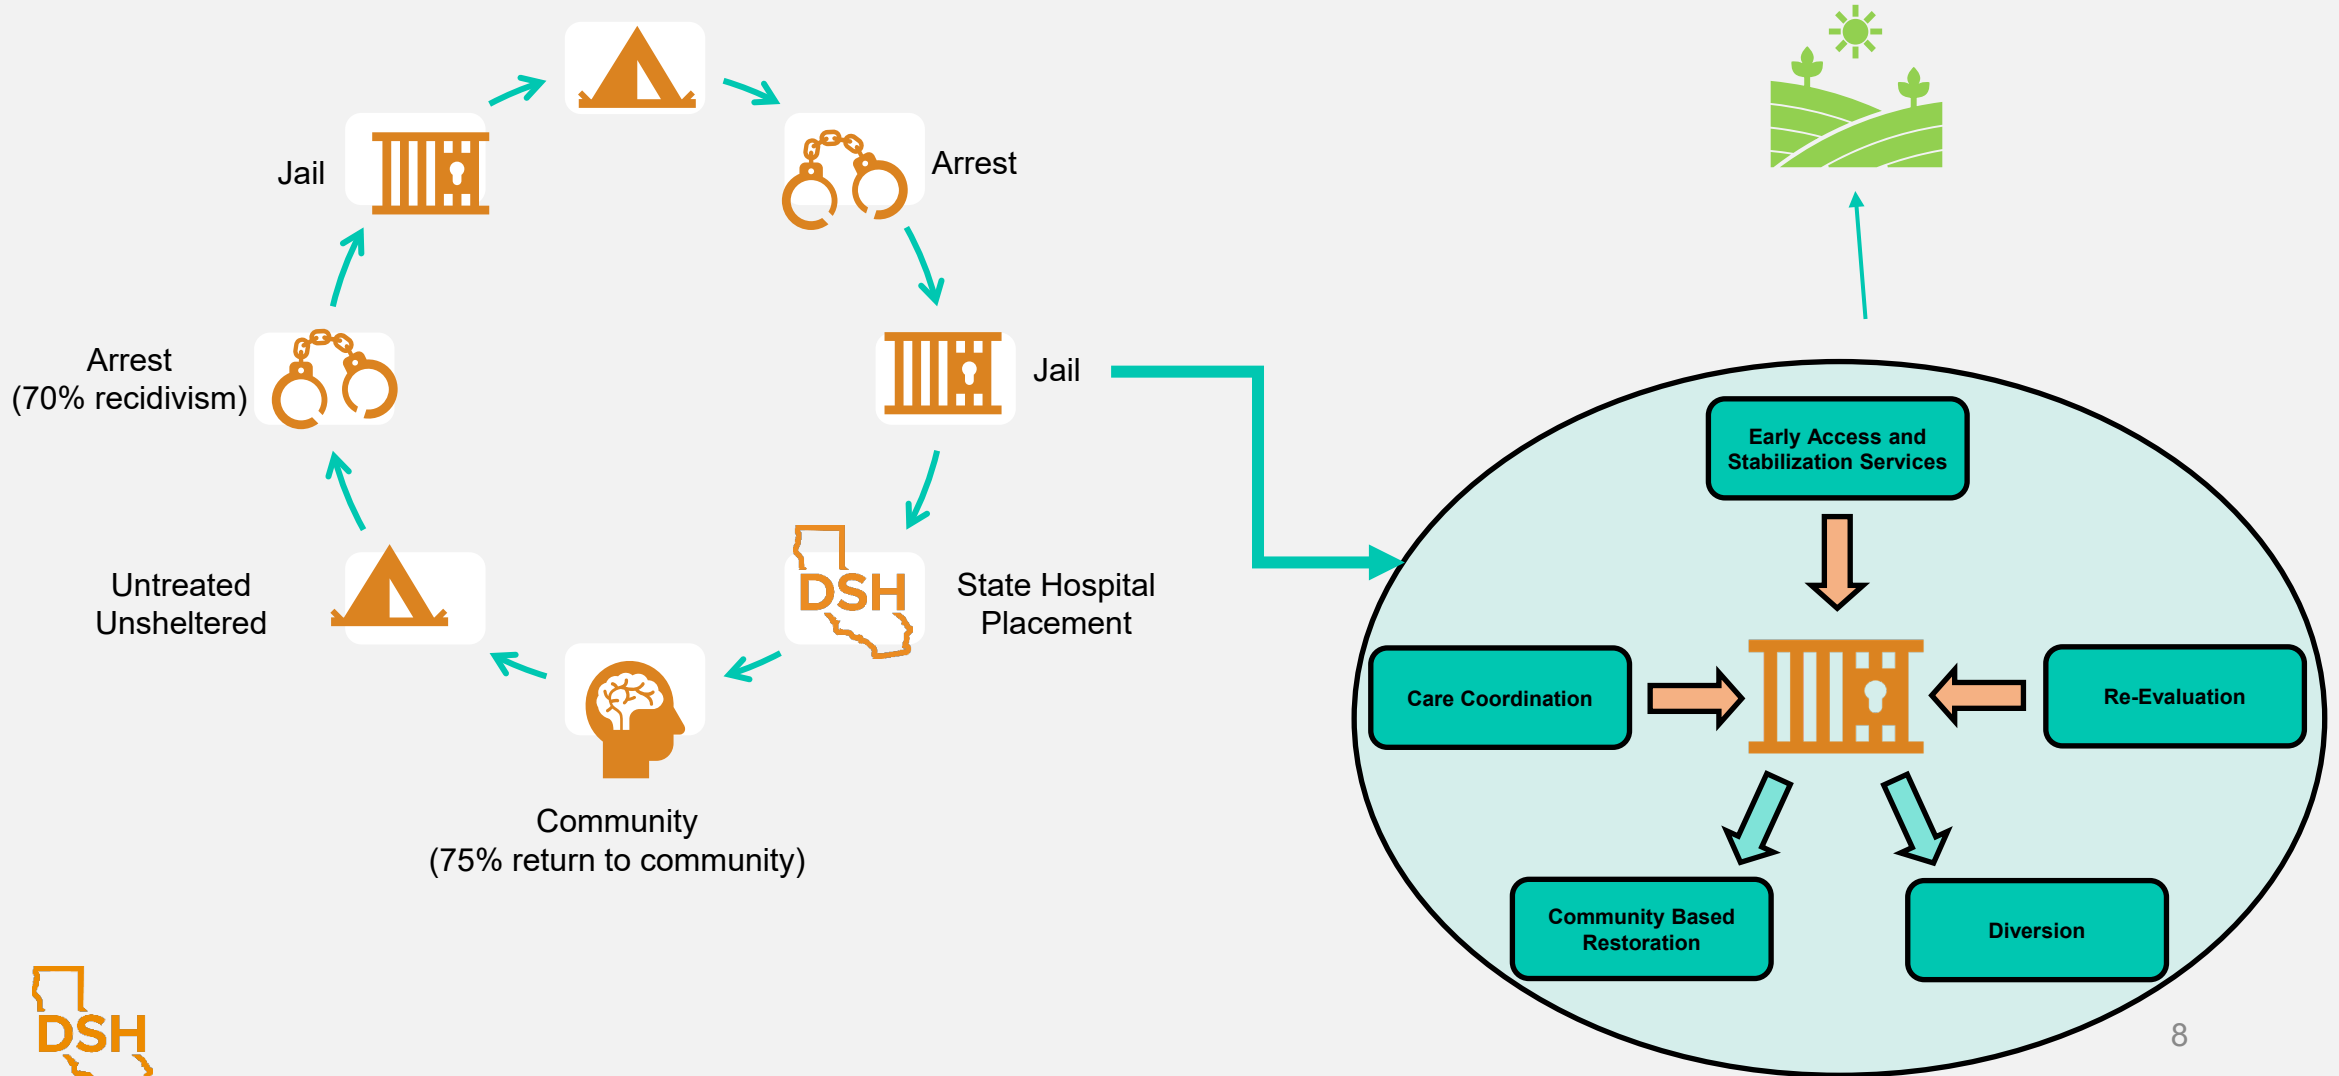 Jail
Arrest
Arrest
(70% recidivism)
Jail
Untreated
Unsheltered
DSH
State Hospital
Placement
Community
(75% return to community)
Early Access and
Stabilization Services
Care Coordination
Re-Evaluation
Community Based
Restoration
Diversion
DSH
8